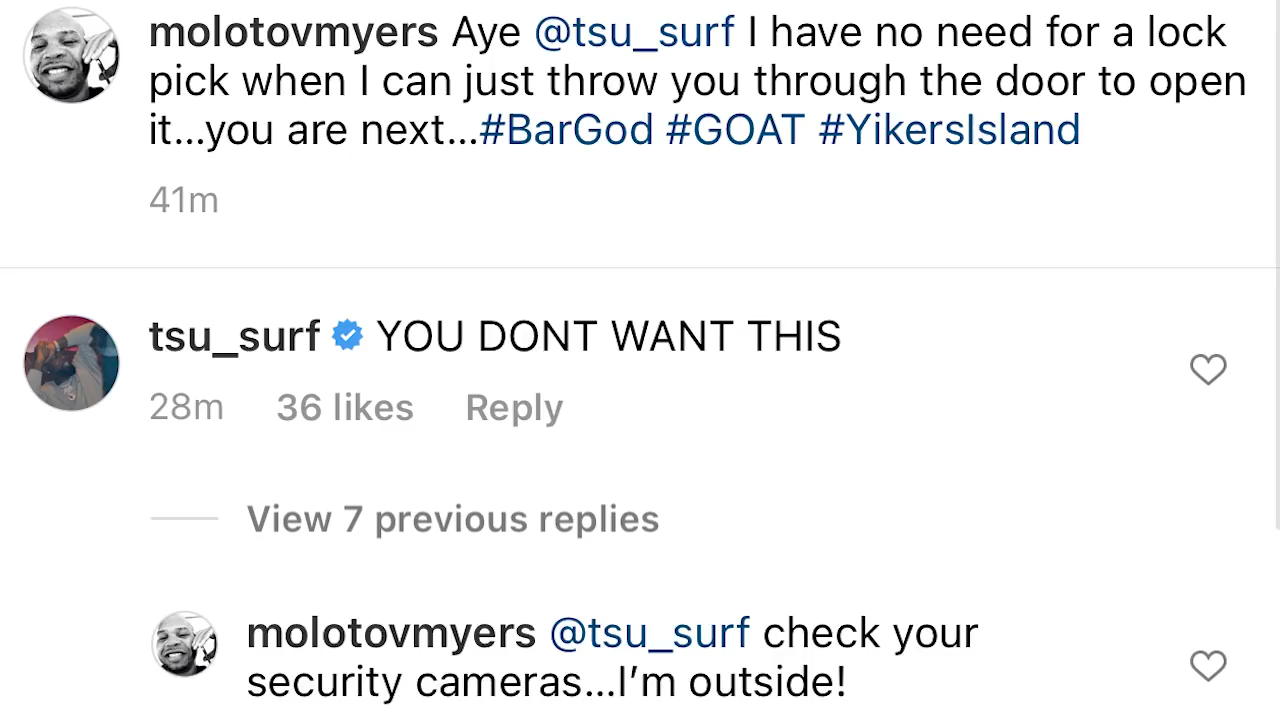 molotovmyers Aye @tsu_surf I have no need for a lock
pick when I can just throw you through the door to open
it...you are next...#BarGod #GOAT #YikersIsland
41m
tsu_surf YOU DONT WANT THIS
28m 36 likes Reply
View 7 previous replies
molotovmyers @tsu_surf check your
security cameras...I’m outside!